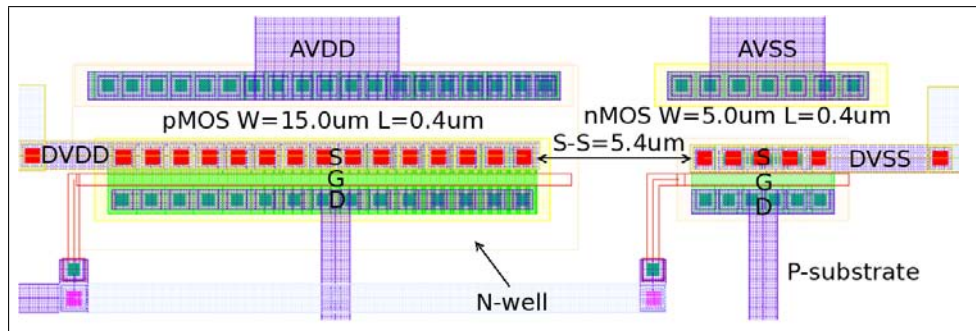 AVDD
AVSS
pMOS W=15.0um L=0.4um
nMOS W=5.0um L=0.4um
S-S=5.4um
DVDD
S
S
DVSS
G
G
D
D
N-well
P-substrate